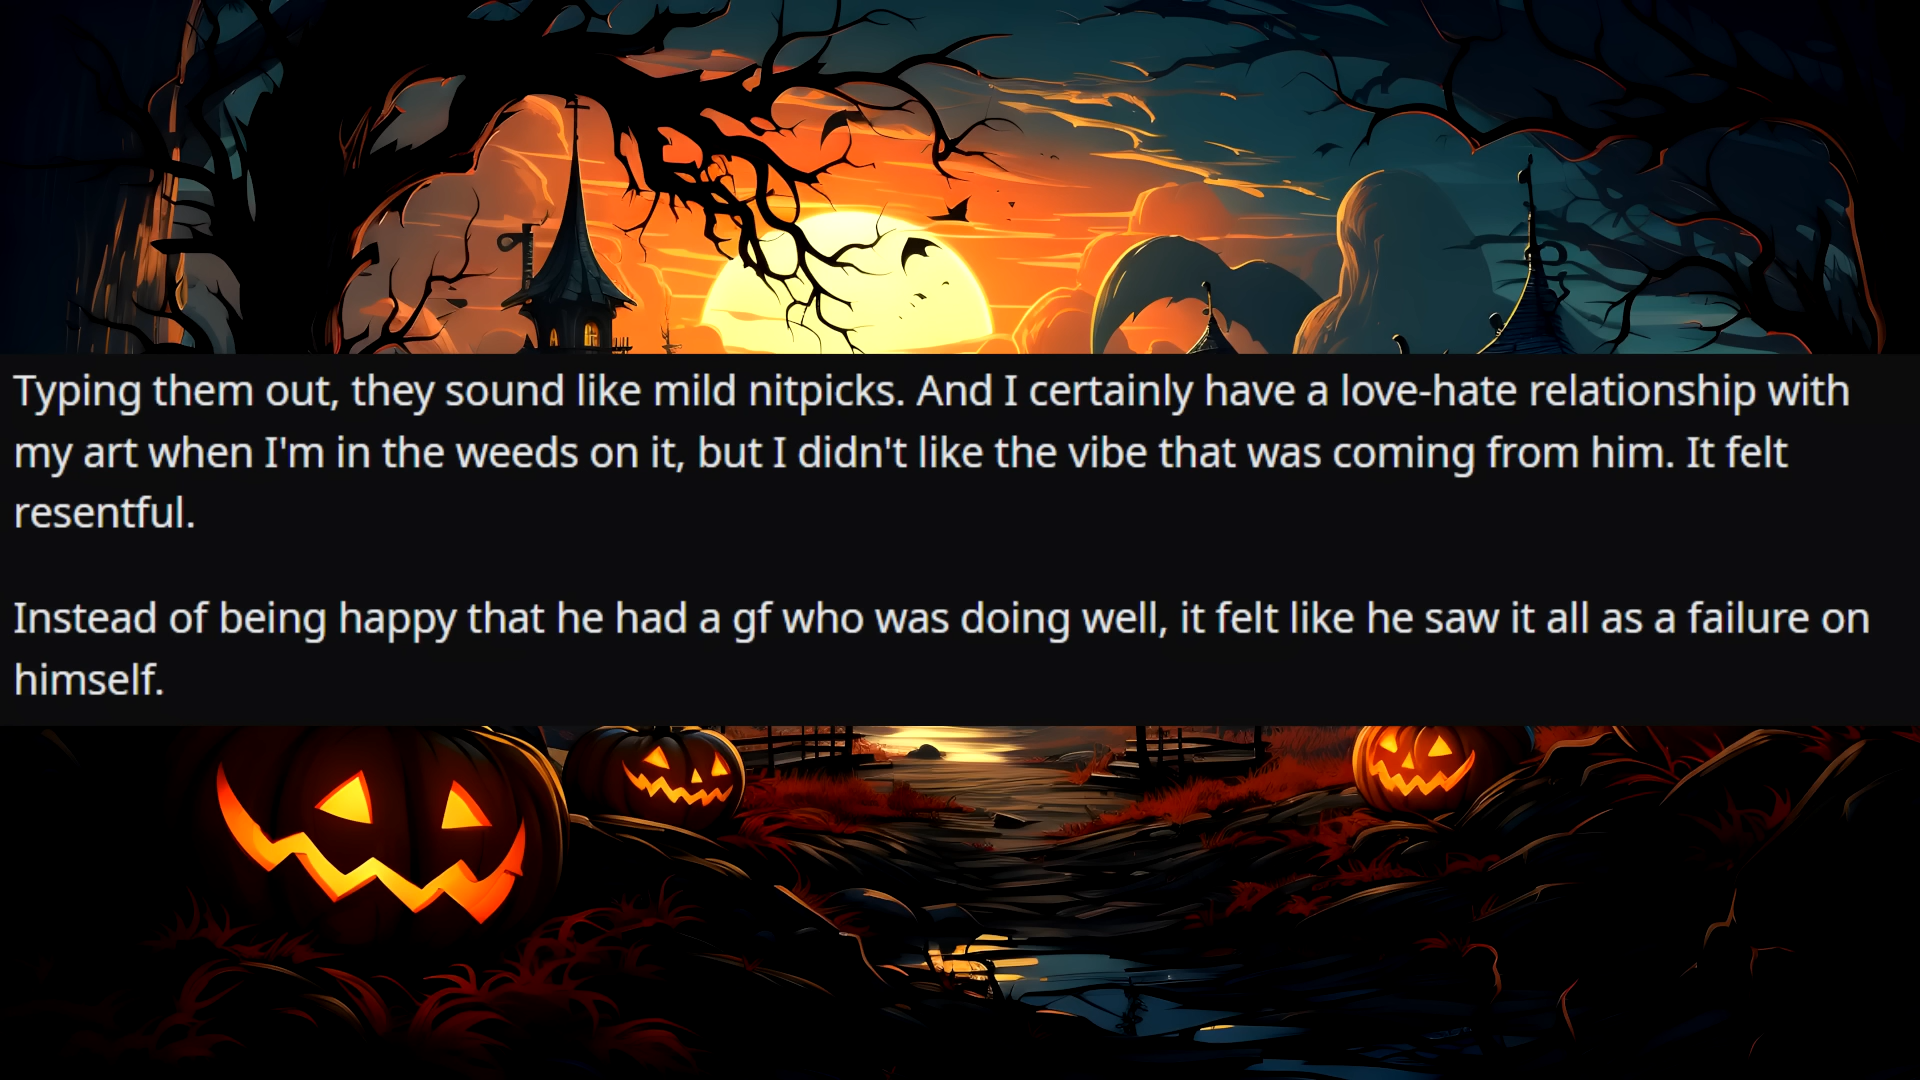 Typing them out, they sound like mild nitpicks. And I certainly have a love-hate relationship with
my art when I'm in the weeds on it, but I didn't like the vibe that was coming from him. It felt
resentful.
Instead of being happy that he had a gf who was doing well, it felt like he saw it all as a failure on
himself.